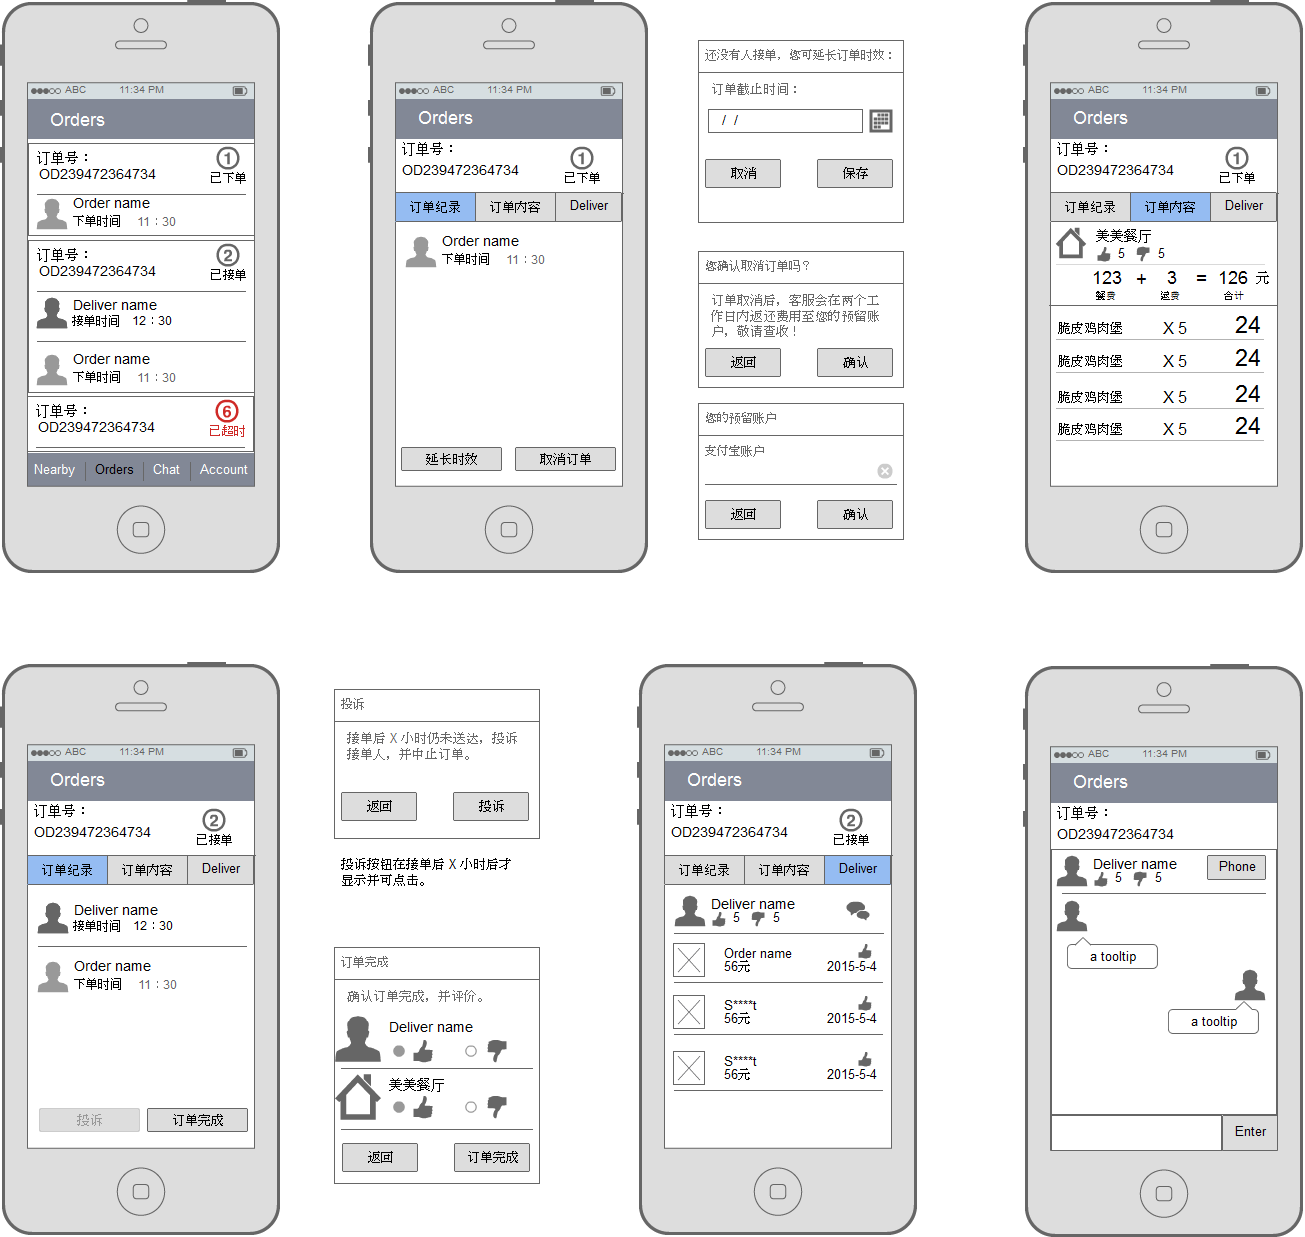 ABC 11:34 PM
Orders
订单号：
OD239472364734
1
已下单
Order name
下单时间 11：30
订单号：
OD239472364734
2
已接单
Deliver name
接单时间 12：30
Order name
下单时间 11：30
订单号：
OD239472364734
6
已超时
Nearby Orders Chat Account
ABC 11:34 PM
Orders
订单号：
OD239472364734
1
已下单
订单纪录 订单内容 Deliver
Order name
下单时间 11：30
延长时效 取消订单
还没有人接单，您可延长订单时效：
订单截止时间：
/ /
取消 保存
您确认取消订单吗？
订单取消后，客服会在两个工
作日内返还费用至您的预留账
户，敬请查收！
返回 确认
您的预留账户
支付宝账户
返回 确认
ABC 11:34 PM
Orders
订单号：
OD239472364734
1
已下单
订单纪录 订单内容 Deliver
美美餐厅
5 5
123 + 3 = 126 元
餐费 送费 合计
脆皮鸡肉堡 X 5 24
脆皮鸡肉堡 X 5 24
脆皮鸡肉堡 X 5 24
脆皮鸡肉堡 X 5 24
ABC 11:34 PM
Orders
订单号：
OD239472364734
2
已接单
订单纪录 订单内容 Deliver
Deliver name
接单时间 12：30
Order name
下单时间 11：30
投诉 订单完成
投诉
接单后 X 小时仍未送达，投诉
接单人，并中止订单。
返回 投诉
投诉按钮在接单后 X 小时后才
显示并可点击。
订单完成
确认订单完成，并评价。
Deliver name
美美餐厅
返回 订单完成
ABC 11:34 PM
Orders
订单号：
OD239472364734
2
已接单
订单纪录 订单内容 Deliver
Deliver name
5 5
Order name
56元 2015-5-4
S****t
56元 2015-5-4
S****t
56元 2015-5-4
ABC 11:34 PM
Orders
订单号：
OD239472364734
Deliver name
5 5
Phone
a tooltip
a tooltip
Enter